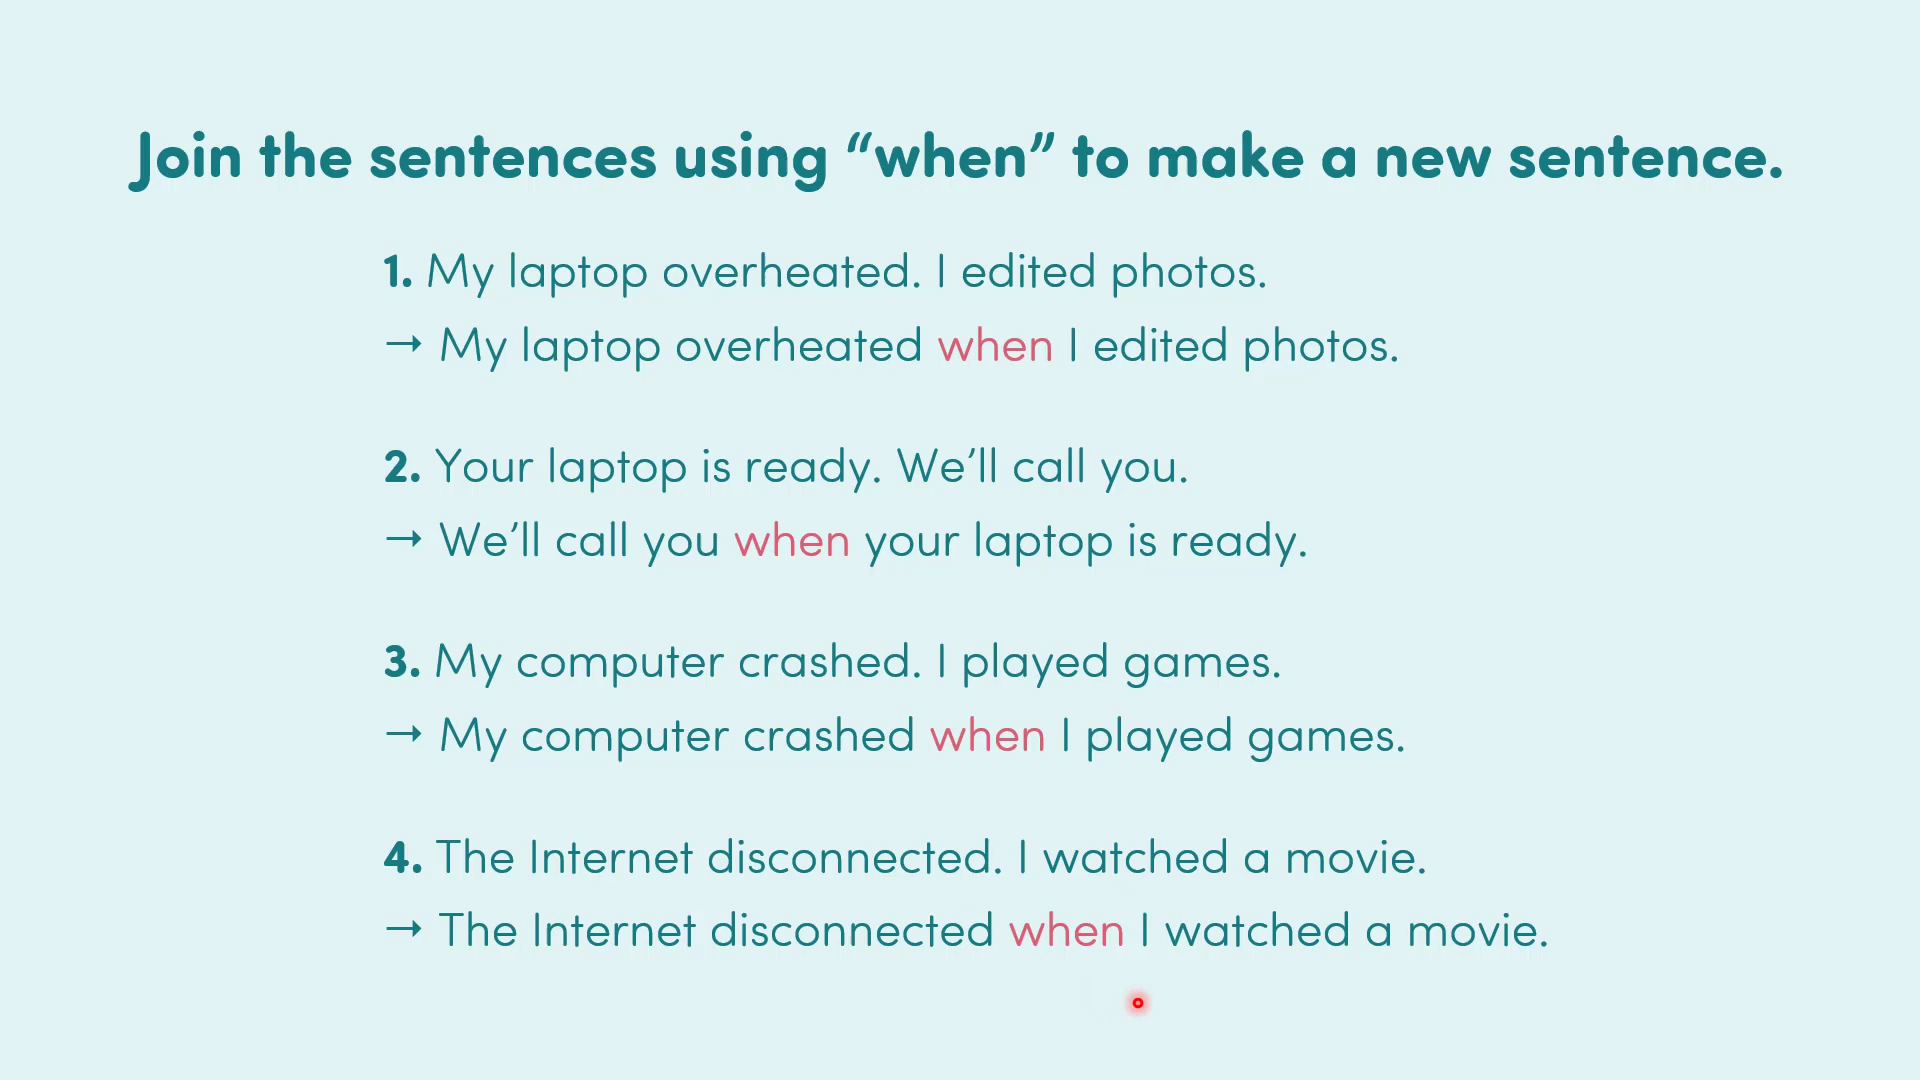 Join the sentences using “when” to make a new sentence.
1. My laptop overheated. I edited photos.
→ My laptop overheated when I edited photos.
2. Your laptop is ready. We’ll call you.
→ We’ll call you when your laptop is ready.
3. My computer crashed. I played games.
→ My computer crashed when I played games.
4. The Internet disconnected. I watched a movie.
→ The Internet disconnected when I watched a movie.